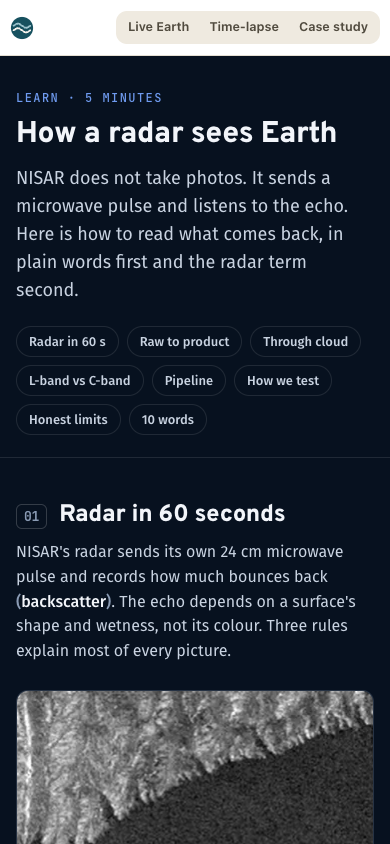 Live Earth Time-lapse Case study
LEARN · 5 MINUTES
How a radar sees Earth
NISAR does not take photos. It sends a
microwave pulse and listens to the echo.
Here is how to read what comes back, in
plain words first and the radar term
second.
Radar in 60 s Raw to product Through cloud
L-band vs C-band Pipeline How we test
Honest limits 10 words
01 Radar in 60 seconds
NISAR's radar sends its own 24 cm microwave
pulse and records how much bounces back
(backscatter). The echo depends on a surface's
shape and wetness, not its colour. Three rules
explain most of every picture.